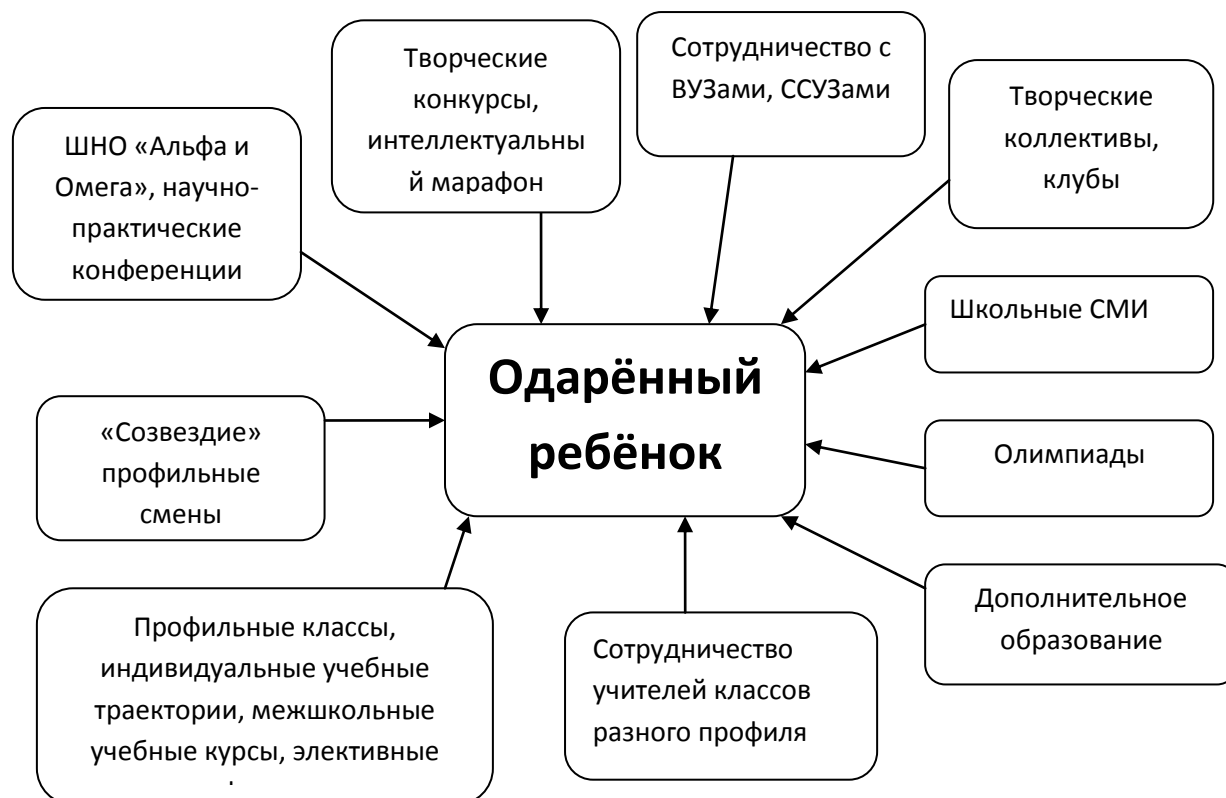 Творческие
конкурсы,
интеллектуальны
й марафон
Сотрудничество с
ВУЗами, ССУЗами
Творческие
коллективы,
клубы
ШНО «Альфа и
Омега», научно-
практические
конференции
Школьные СМИ
Одарённый
ребёнок
«Созвездие»
профильные
смены
Олимпиады
Дополнительное
образование
Профильные классы,
индивидуальные учебные
траектории, межшкольные
учебные курсы, элективные
Сотрудничество
учителей классов
разного профиля